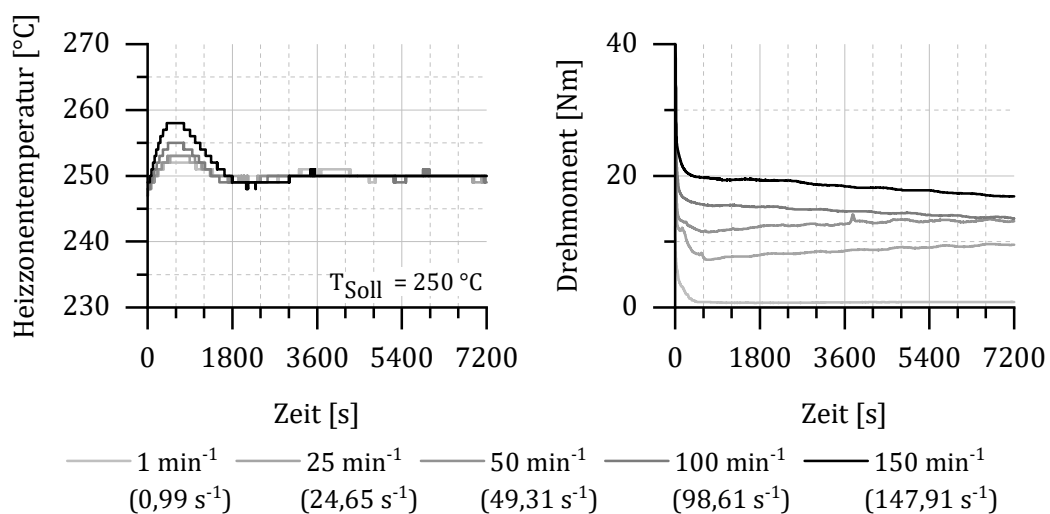 Heizzonentemperatur [°C]
270
260
250
240
230
T_Soll = 250 °C
0 1800 3600 5400 7200
Zeit [s]
Drehmoment [Nm]
40
20
0
0 1800 3600 5400 7200
Zeit [s]
1 min⁻¹ 25 min⁻¹ 50 min⁻¹ 100 min⁻¹ 150 min⁻¹
(0,99 s⁻¹) (24,65 s⁻¹) (49,31 s⁻¹) (98,61 s⁻¹) (147,91 s⁻¹)